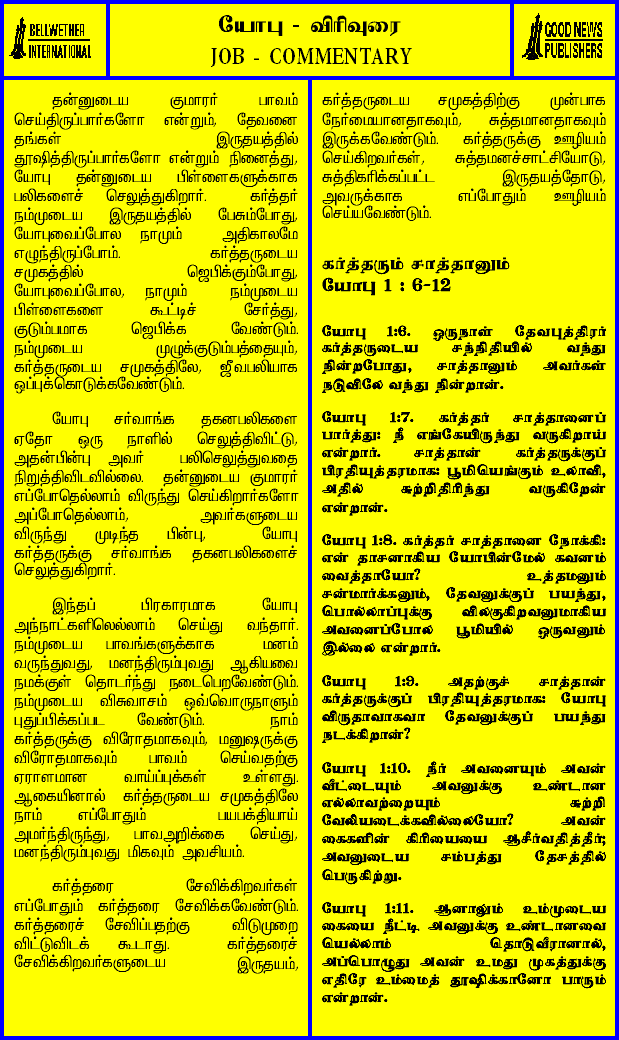 BELLWETHER
INTERNATIONAL
யோபு - விரிவுரை
JOB - COMMENTARY
GOOD NEWS
PUBLISHERS
தன்னுடைய குமாரர் பாவம்
செய்திருப்பார்களோ என்றும், தேவனை
தங்கள் இருதயத்தில்
தூஷித்திருப்பார்களோ என்றும் நினைத்து,
யோபு தன்னுடைய பிள்ளைகளுக்காக
பலிகளைச் செலுத்துகிறார். கர்த்தர்
நம்முடைய இருதயத்தில் பேசும்போது,
யோபுவைப்போல நாமும் அதிகாலமே
எழுந்திருப்போம். கர்த்தருடைய
சமுகத்தில் ஜெபிக்கும்போது,
யோபுவைப்போல, நாமும் நம்முடைய
பிள்ளைகளை கூட்டிச் சேர்த்து,
குடும்பமாக ஜெபிக்க வேண்டும்.
நம்முடைய முழுக்குடும்பத்தையும்,
கர்த்தருடைய சமுகத்திலே, ஜீவபலியாக
ஒப்புக்கொடுக்கவேண்டும்.
யோபு சர்வாங்க தகனபலிகளை
ஏதோ ஒரு நாளில் செலுத்திவிட்டு,
அதன்பின்பு அவர் பலிசெலுத்துவதை
நிறுத்திவிடவில்லை. தன்னுடைய குமாரர்
எப்போதெல்லாம் விருந்து செய்கிறார்களோ
அப்போதெல்லாம், அவர்களுடைய
விருந்து முடிந்த பின்பு, யோபு
கர்த்தருக்கு சர்வாங்க தகனபலிகளைச்
செலுத்துகிறார்.
இந்தப் பிரகாரமாக யோபு
அந்நாட்களிலெல்லாம் செய்து வந்தார்.
நம்முடைய பாவங்களுக்காக மனம்
வருந்துவது, மனந்திரும்புவது ஆகியவை
நமக்குள் தொடர்ந்து நடைபெறவேண்டும்.
நம்முடைய விசுவாசம் ஒவ்வொருநாளும்
புதுப்பிக்கப்பட வேண்டும். நாம்
கர்த்தருக்கு விரோதமாகவும், மனுஷருக்கு
விரோதமாகவும் பாவம் செய்வதற்கு
ஏராளமான வாய்ப்புக்கள் உள்ளது.
ஆகையினால் கர்த்தருடைய சமுகத்திலே
நாம் எப்போதும் பயபக்தியாய்
அமர்ந்திருந்து, பாவஅறிக்கை செய்து,
மனந்திரும்புவது மிகவும் அவசியம்.
கர்த்தரை சேவிக்கிறவர்கள்
எப்போதும் கர்த்தரை சேவிக்கவேண்டும்.
கர்த்தரைச் சேவிப்பதற்கு விடுமுறை
விட்டுவிடக் கூடாது. கர்த்தரைச்
சேவிக்கிறவர்களுடைய இருதயம்,
கர்த்தருடைய சமுகத்திற்கு முன்பாக
நேர்மையானதாகவும், சுத்தமானதாகவும்
இருக்கவேண்டும். கர்த்தருக்கு ஊழியம்
செய்கிறவர்கள், சுத்தமனச்சாட்சியோடு,
சுத்திகரிக்கப்பட்ட இருதயத்தோடு,
அவருக்காக எப்போதும் ஊழியம்
செய்யவேண்டும்.
கர்த்தரும் சாத்தானும்
யோபு 1 : 6-12
யோபு 1:6. ஒருநாள் தேவபுத்திரர்
கர்த்தருடைய சந்நிதியில் வந்து
நின்றபோது, சாத்தானும் அவர்கள்
நடுவிலே வந்து நின்றான்.
யோபு 1:7. கர்த்தர் சாத்தானைப்
பார்த்து: நீ எங்கேயிருந்து வருகிறாய்
என்றார். சாத்தான் கர்த்தருக்குப்
பிரதியுத்தரமாக: பூமியெங்கும் உலாவி,
அதில் சுற்றித்திரிந்து வருகிறேன்
என்றான்.
யோபு 1:8. கர்த்தர் சாத்தானை நோக்கி:
என் தாசனாகிய யோபின்மேல் கவனம்
வைத்தாயோ? உத்தமனும்
சன்மார்க்கனும், தேவனுக்குப் பயந்து,
பொல்லாப்புக்கு விலகுகிறவனுமாகிய
அவனைப்போல பூமியில் ஒருவனும்
இல்லை என்றார்.
யோபு 1:9. அதற்குச் சாத்தான்
கர்த்தருக்குப் பிரதியுத்தரமாக: யோபு
விருதாவாகவா தேவனுக்குப் பயந்து
நடக்கிறான்?
யோபு 1:10. நீர் அவனையும் அவன்
வீட்டையும் அவனுக்கு உண்டான
எல்லாவற்றையும் சுற்றி
வேலியடைக்கவில்லையோ? அவன்
கைகளின் கிரியையை ஆசீர்வதித்தீர்;
அவனுடைய சம்பத்து தேசத்தில்
பெருகிற்று.
யோபு 1:11. ஆனாலும் உம்முடைய
கையை நீட்டி அவனுக்கு உண்டானவை
யெல்லாம் தொடுவீரானால்,
அப்பொழுது அவன் உமது முகத்துக்கு
எதிரே உம்மைத் தூஷிக்கானோ பாரும்
என்றான்.